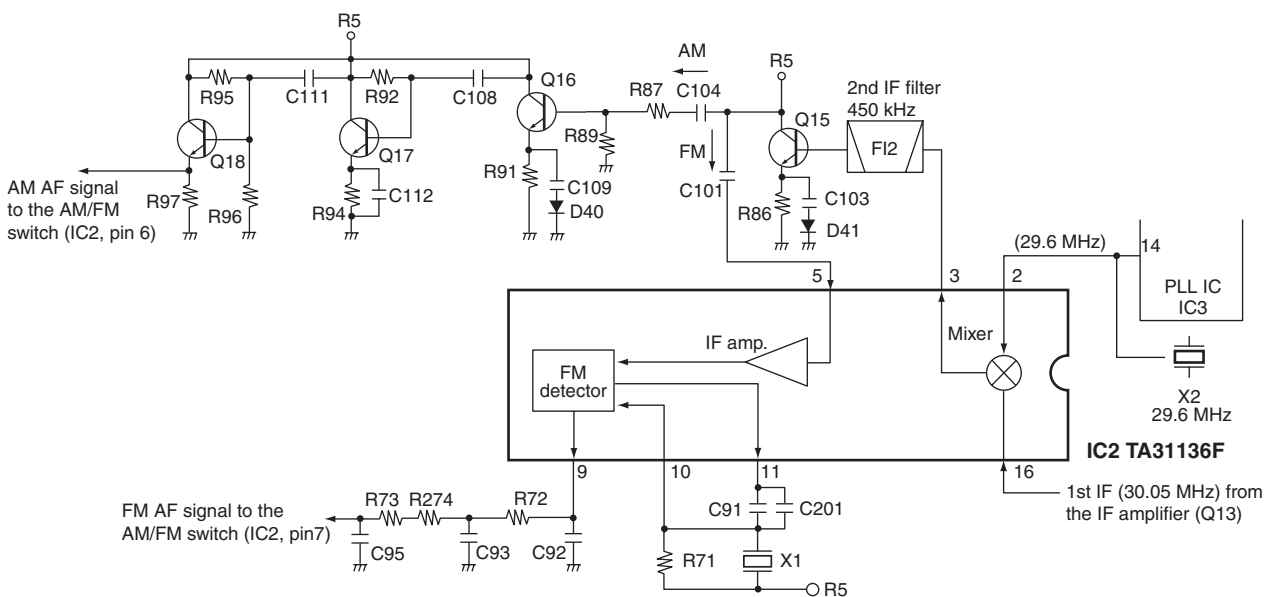 R5
R95
C111
R92
C108
Q16
AM
R87
C104
R5
2nd IF filter
450 kHz
Q15
FI2
Q18
Q17
R89
FM
C101
R91
C109
D40
R86
C103
D41
AM AF signal
to the AM/FM
switch (IC2, pin 6)
R97
R96
R94
C112
(29.6 MHz)
14
PLL IC
IC3
5
3
2
Mixer
IF amp.
FM
detector
X2
29.6 MHz
IC2 TA31136F
9
10
11
16
1st IF (30.05 MHz) from
the IF amplifier (Q13)
FM AF signal to the
AM/FM switch (IC2, pin7)
R73
R274
R72
C91
C201
C95
C93
C92
R71
X1
R5